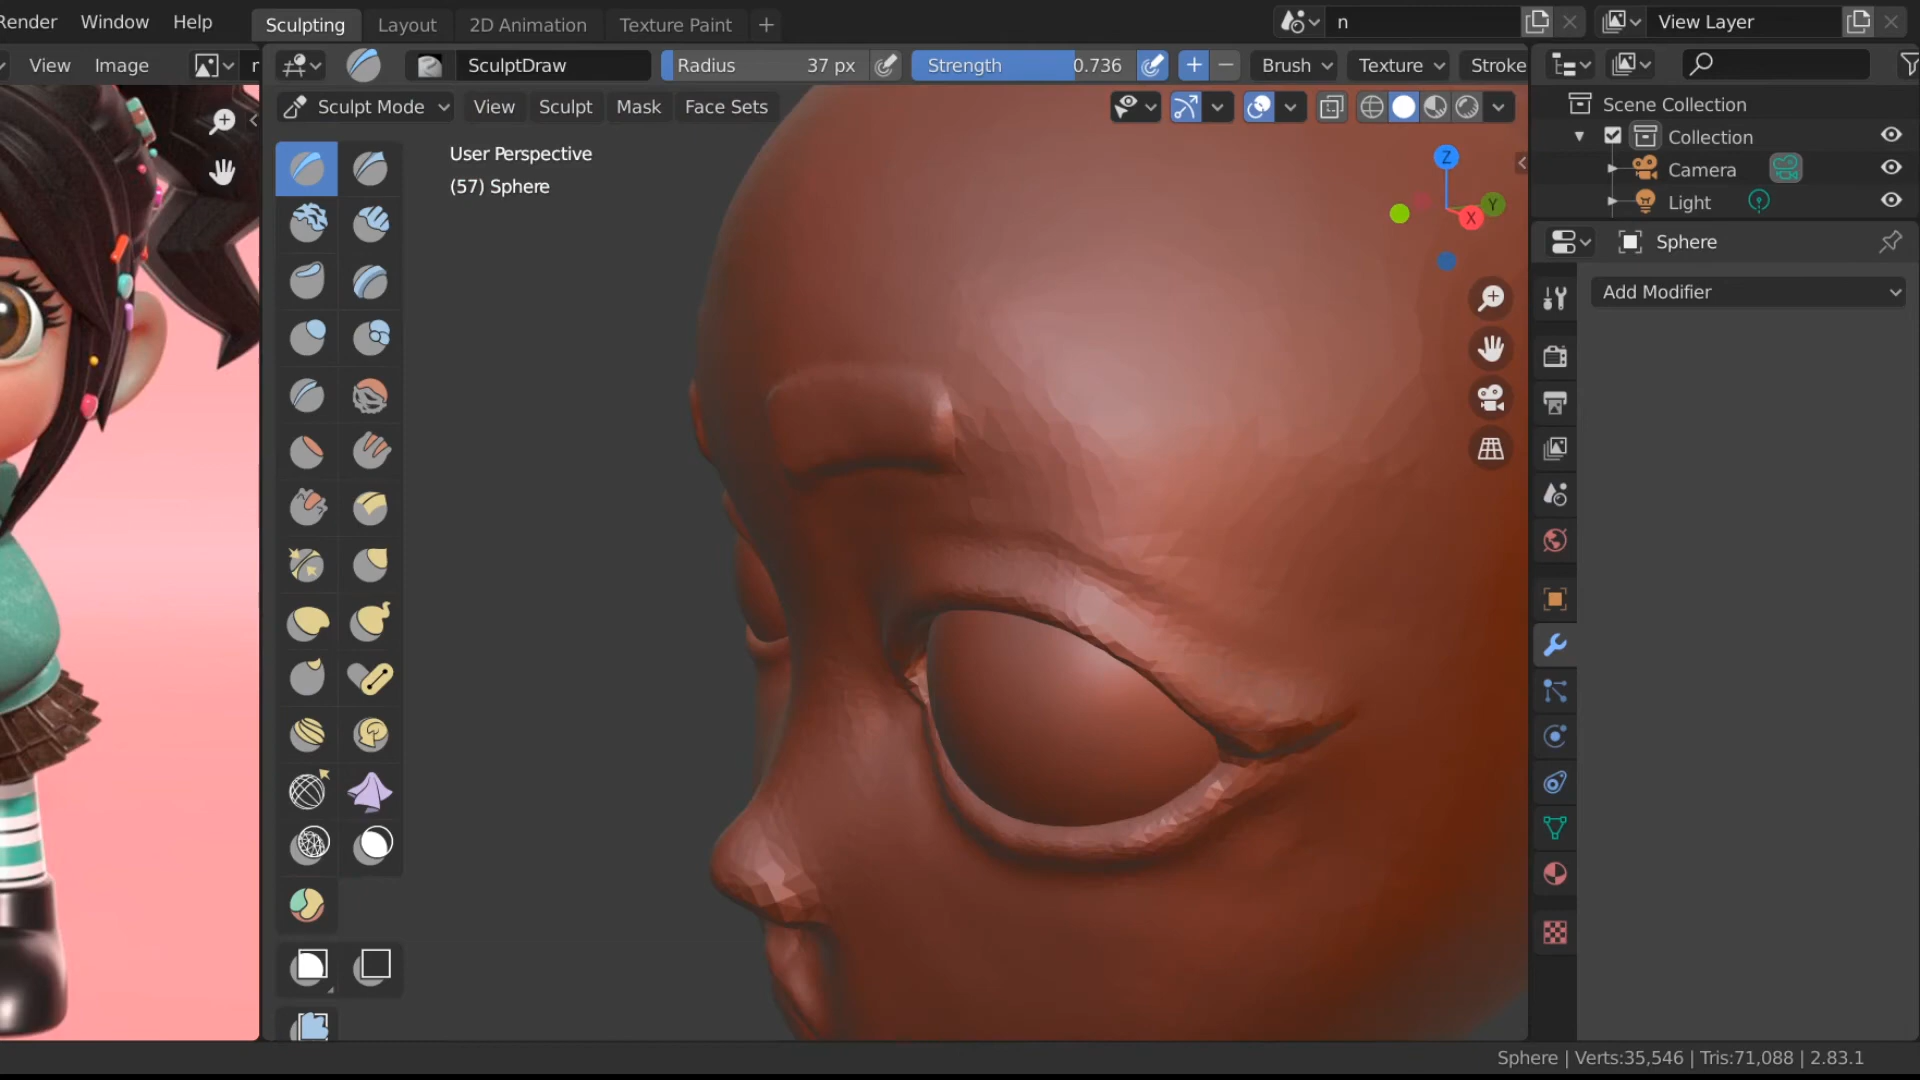 Render Window Help Sculpting Layout 2D Animation Texture Paint + n View Layer
View Image SculptDraw Radius 37 px Strength 0.736 + − Brush Texture Stroke
Sculpt Mode View Sculpt Mask Face Sets
User Perspective
(57) Sphere
Z
Y
X
Scene Collection
Collection
Camera
Light
Sphere
Add Modifier
Sphere | Verts:35,546 | Tris:71,088 | 2.83.1